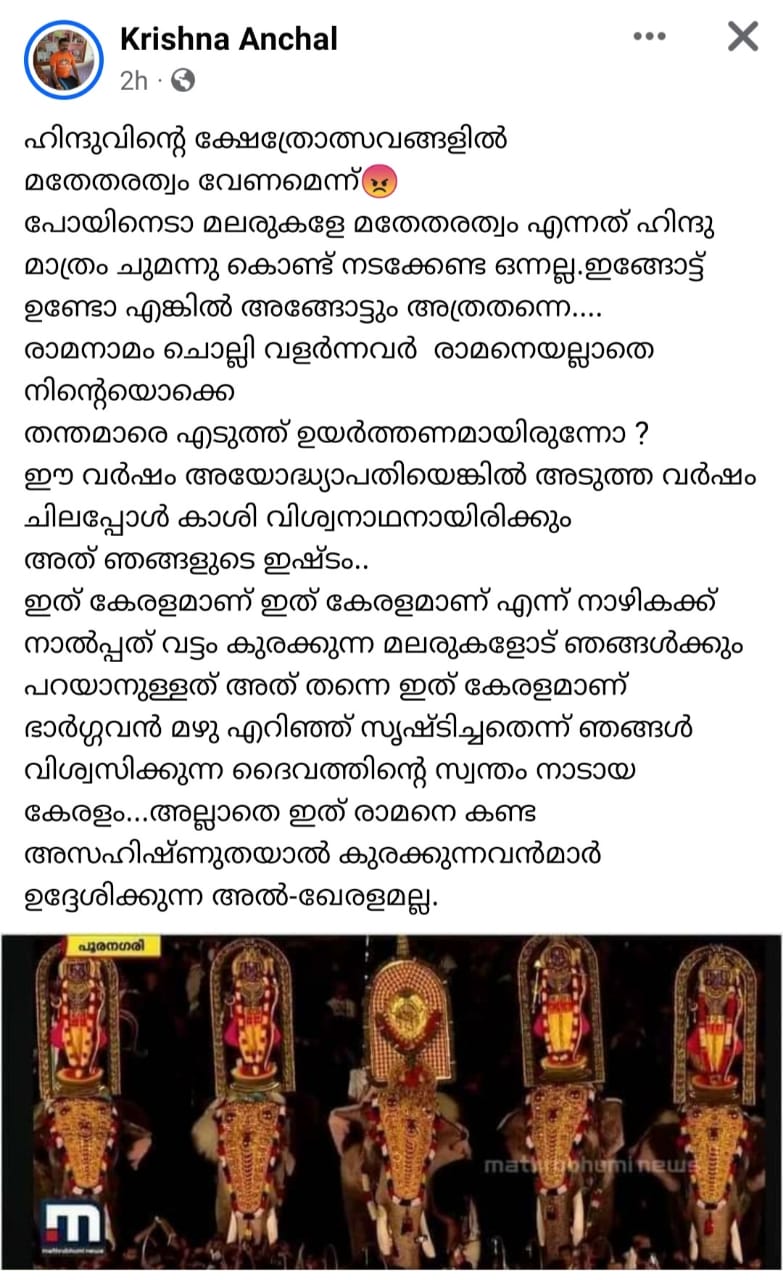 Krishna Anchal
2h
ഹിന്ദുവിന്റെ ക്ഷേത്രോത്സവങ്ങളിൽ
മതേതരത്വം വേണമെന്ന്😡
പോയിനെടാ മലരുകളേ മതേതരത്വം എന്നത് ഹിന്ദു
മാത്രം ചുമന്നു കൊണ്ട് നടക്കേണ്ട ഒന്നല്ല.ഇങ്ങോട്ട്
ഉണ്ടോ എങ്കിൽ അങ്ങോട്ടും അത്രതന്നെ....
രാമനാമം ചൊല്ലി വളർന്നവർ രാമനെയല്ലാതെ
നിന്റെയൊക്കെ
തന്തമാരെ എടുത്ത് ഉയർത്തണമായിരുന്നോ ?
ഈ വർഷം അയോദ്ധ്യാപതിയെങ്കിൽ അടുത്ത വർഷം
ചിലപ്പോൾ കാശി വിശ്വനാഥനായിരിക്കും
അത് ഞങ്ങളുടെ ഇഷ്ടം..
ഇത് കേരളമാണ് ഇത് കേരളമാണ് എന്ന് നാഴികക്ക്
നാൽപ്പത് വട്ടം കുരക്കുന്ന മലരുകളോട് ഞങ്ങൾക്കും
പറയാനുള്ളത് അത് തന്നെ ഇത് കേരളമാണ്
ഭാർഗ്ഗവൻ മഴു എറിഞ്ഞ് സൃഷ്ടിച്ചതെന്ന് ഞങ്ങൾ
വിശ്വസിക്കുന്ന ദൈവത്തിന്റെ സ്വന്തം നാടായ
കേരളം...അല്ലാതെ ഇത് രാമനെ കണ്ട
അസഹിഷ്ണുതയാൽ കുരക്കുന്നവൻമാർ
ഉദ്ദേശിക്കുന്ന അൽ-ഖേരളമല്ല.
പൂരനഗരി
mathrubhumi news
mathrubhumi news